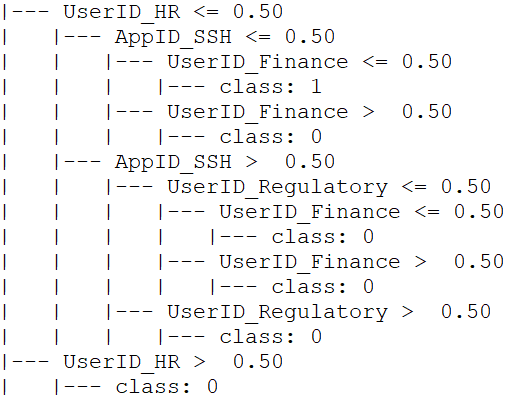 |--- UserID_HR <= 0.50
|   |--- AppID_SSH <= 0.50
|   |   |--- UserID_Finance <= 0.50
|   |   |   |--- class: 1
|   |   |--- UserID_Finance >  0.50
|   |   |   |--- class: 0
|   |--- AppID_SSH >  0.50
|   |   |--- UserID_Regulatory <= 0.50
|   |   |   |--- UserID_Finance <= 0.50
|   |   |   |   |--- class: 0
|   |   |   |--- UserID_Finance >  0.50
|   |   |   |   |--- class: 0
|   |   |--- UserID_Regulatory >  0.50
|   |   |   |--- class: 0
|--- UserID_HR >  0.50
|   |--- class: 0